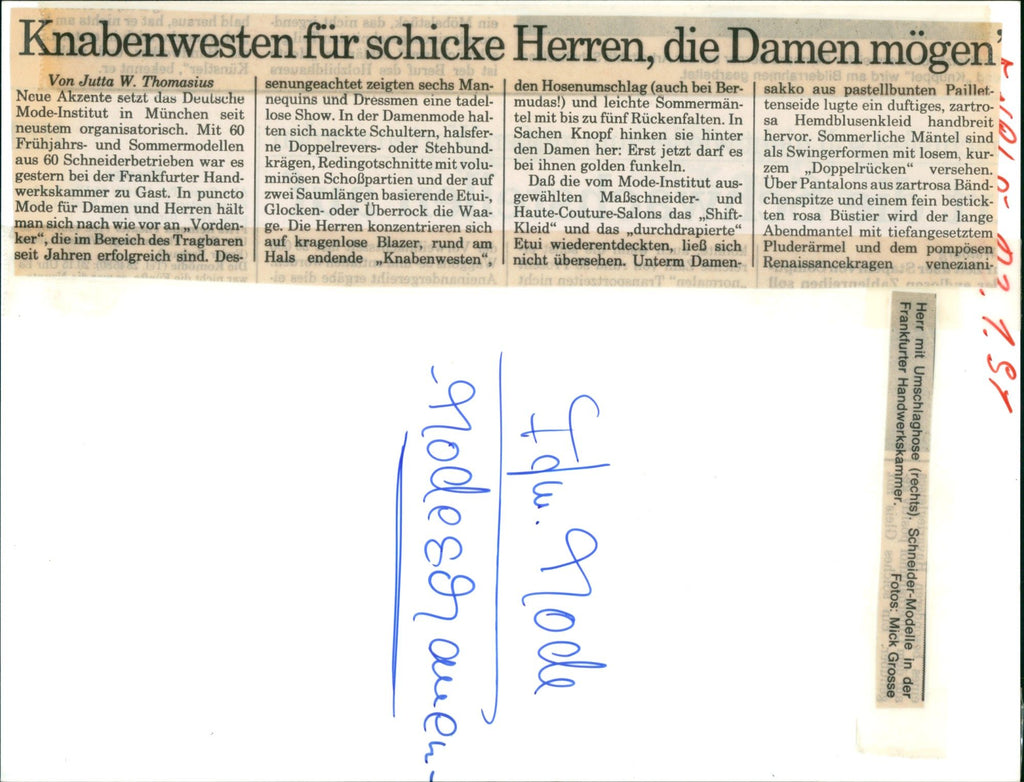 Knabenwesten für schicke Herren, die Damen mögen'
Von Jutta W. Thomasius
Neue Akzente setzt das Deutsche
Mode-Institut in München seit
neustem organisatorisch. Mit 60
Frühjahrs- und Sommermodellen
aus 60 Schneiderbetrieben war es
gestern bei der Frankfurter Hand-
werkskammer zu Gast. In puncto
Mode für Damen und Herren hält
man sich nach wie vor an „Vorden-
ker“, die im Bereich des Tragbaren
seit Jahren erfolgreich sind. Des-
senungeachtet zeigten sechs Man-
nequins und Dressmen eine tadel-
lose Show. In der Damenmode hal-
ten sich nackte Schultern, halsfer-
ne Doppelrevers- oder Stehbund-
krägen, Redingotschnitte mit volu-
minösen Schoßpartien und der auf
zwei Saumlängen basierende Etui-,
Glocken- oder Überrock die Waa-
ge. Die Herren konzentrieren sich
auf kragenlose Blazer, rund am
Hals endende „Knabenwesten“,
den Hosenumschlag (auch bei Ber-
mudas!) und leichte Sommermän-
tel mit bis zu fünf Rückenfalten. In
Sachen Knopf hinken sie hinter
den Damen her: Erst jetzt darf es
bei ihnen golden funkeln.
Daß die vom Mode-Institut aus-
gewählten Maßschneider- und
Haute-Couture-Salons das „Shift-
Kleid“ und das „durchdrapierte“
Etui wiederentdeckten, ließ sich
nicht übersehen. Unterm Damen-
sakko aus pastellbunten Paillet-
tenseide lugte ein duftiges, zartro-
sa Hemdblusenkleid handbreit
hervor. Sommerliche Mäntel sind
als Swingerformen mit losem, kur-
zem „Doppelrücken“ versehen.
Über Pantalons aus zartrosa Bänd-
chenspitze und einem fein bestick-
ten rosa Büstier wird der lange
Abendmantel mit tiefangesetztem
Pluderärmel und dem pompösen
Renaissancekragen veneziani-
Herr mit Umschlaghose (rechts). Schneider-Modelle in der
Frankfurter Handwerkskammer. Fotos: Mick Grosse
Mode